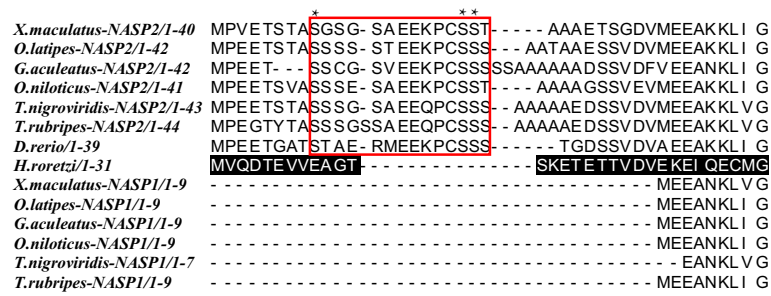 * * *
X.maculatus-NASP2/1-40 MPVETSTASGSG-SAEEKPCSST-----AAAETSGDVMEEAKKLIG
O.latipes-NASP2/1-42 MPEETSTASSSS-STEEKPCSSS---AATAAESSVDVMEEAKKLIG
G.aculeatus-NASP2/1-42 MPEET---SSCG-SVEEKPCSSSSSAAAAAADSSVDFVEEANKLIG
O.niloticus-NASP2/1-41 MPEETSVASSSE-SAEEKPCSST----AAAAGSSVEVMEEAKKLIG
T.nigroviridis-NASP2/1-43 MPEETSTASSSG-SAEEQPCSSS--AAAAAEDSSVDVMEEAKKLVG
T.rubripes-NASP2/1-44 MPEGTYTASSSGSSAEEQPCSSS--AAAAAEDSSVDVMEEAKKLVG
D.rerio/1-39 MPEETGATSTAE-RMEEKPCSSS------TGDSSVDVAEEAKKLIG
H.roretzi/1-31 MVQDTEVVEAGT---------------SKETETTVDVEKEIQECMG
X.maculatus-NASP1/1-9 -------------------------------------MEEANKLVG
O.latipes-NASP1/1-9 -------------------------------------MEEANKLIG
G.aculeatus-NASP1/1-9 -------------------------------------MEEANKLIG
O.niloticus-NASP1/1-9 -------------------------------------MEEANKLIG
T.nigroviridis-NASP1/1-7 ---------------------------------------EANKLVG
T.rubripes-NASP1/1-9 -------------------------------------MEEANKLIG